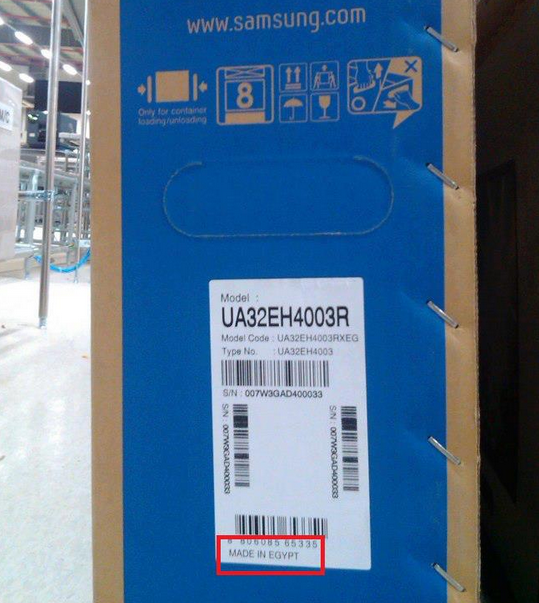 www.samsung.com
Only for container
loading/unloading
8
Model :
UA32EH4003R
Model Code : UA32EH4003RXEG
Type No. : UA32EH4003
S/N : 007W3GAD400033
S/N : 007W3GAD400033
S/N : 007W3GAD400033
8 806085 65335
MADE IN EGYPT